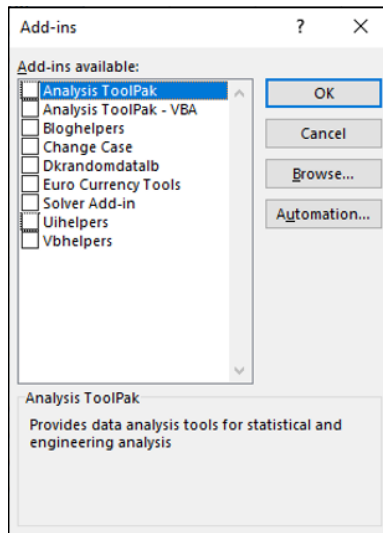 Add-ins ? ×
Add-ins available:
Analysis ToolPak
Analysis ToolPak - VBA
Bloghelpers
Change Case
Dkrandomdatalb
Euro Currency Tools
Solver Add-in
Uihelpers
Vbhelpers
OK
Cancel
Browse...
Automation...
Analysis ToolPak
Provides data analysis tools for statistical and
engineering analysis